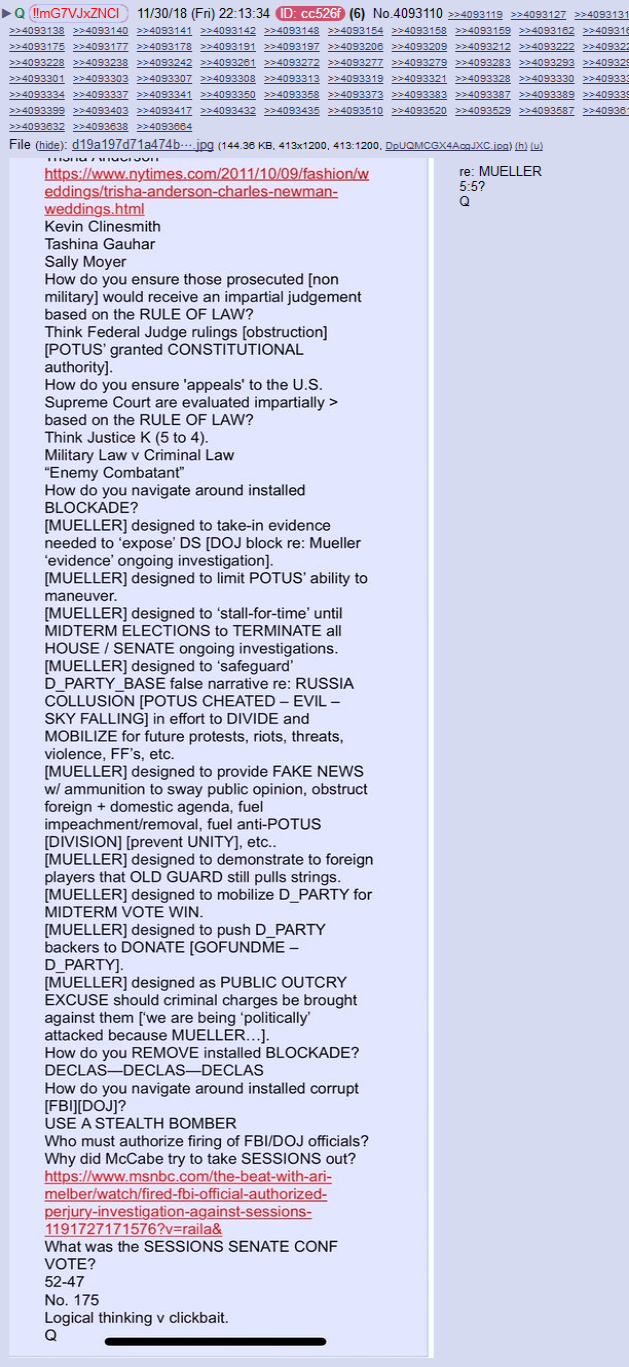 Q !!mG7VJxZNCI 11/30/18 (Fri) 22:13:34 ID: cc526f (6) No.4093110 >>4093119 >>4093127 >>4093131
>>4093138 >>4093140 >>4093141 >>4093142 >>4093148 >>4093154 >>4093158 >>4093159 >>4093162
>>4093175 >>4093177 >>4093178 >>4093191 >>4093197 >>4093206 >>4093209 >>4093212 >>4093222
>>4093228 >>4093238 >>4093242 >>4093261 >>4093272 >>4093277 >>4093279 >>4093283 >>4093293
>>4093301 >>4093303 >>4093307 >>4093308 >>4093313 >>4093319 >>4093321 >>4093328 >>4093330
>>4093334 >>4093337 >>4093341 >>4093350 >>4093358 >>4093373 >>4093383 >>4093387 >>4093389
>>4093399 >>4093403 >>4093417 >>4093432 >>4093435 >>4093510 >>4093520 >>4093529 >>4093587
>>4093632 >>4093638 >>4093664
File (hide): d19a197d71a474b⋯.jpg (144.36 KB, 413x1200, 413:1200, DpUQMCGX4AcgJXC.jpg) (h) (u)
re: MUELLER
5:5?
Q
Trisha Anderson
https://www.nytimes.com/2011/10/09/fashion/w
eddings/trisha-anderson-charles-newman-
weddings.html
Kevin Clinesmith
Tashina Gauhar
Sally Moyer
How do you ensure those prosecuted [non
military] would receive an impartial judgement
based on the RULE OF LAW?
Think Federal Judge rulings [obstruction]
[POTUS’ granted CONSTITUTIONAL
authority].
How do you ensure 'appeals' to the U.S.
Supreme Court are evaluated impartially >
based on the RULE OF LAW?
Think Justice K (5 to 4).
Military Law v Criminal Law
“Enemy Combatant”
How do you navigate around installed
BLOCKADE?
[MUELLER] designed to take-in evidence
needed to ‘expose’ DS [DOJ block re: Mueller
‘evidence’ ongoing investigation].
[MUELLER] designed to limit POTUS’ ability to
maneuver.
[MUELLER] designed to ‘stall-for-time’ until
MIDTERM ELECTIONS to TERMINATE all
HOUSE / SENATE ongoing investigations.
[MUELLER] designed to ‘safeguard’
D_PARTY_BASE false narrative re: RUSSIA
COLLUSION [POTUS CHEATED – EVIL –
SKY FALLING] in effort to DIVIDE and
MOBILIZE for future protests, riots, threats,
violence, FF’s, etc.
[MUELLER] designed to provide FAKE NEWS
w/ ammunition to sway public opinion, obstruct
foreign + domestic agenda, fuel
impeachment/removal, fuel anti-POTUS
[DIVISION] [prevent UNITY], etc..
[MUELLER] designed to demonstrate to foreign
players that OLD GUARD still pulls strings.
[MUELLER] designed to mobilize D_PARTY for
MIDTERM VOTE WIN.
[MUELLER] designed to push D_PARTY
backers to DONATE [GOFUNDME –
D_PARTY].
[MUELLER] designed as PUBLIC OUTCRY
EXCUSE should criminal charges be brought
against them [‘we are being ‘politically’
attacked because MUELLER…].
How do you REMOVE installed BLOCKADE?
DECLAS—DECLAS—DECLAS
How do you navigate around installed corrupt
[FBI][DOJ]?
USE A STEALTH BOMBER
Who must authorize firing of FBI/DOJ officials?
Why did McCabe try to take SESSIONS out?
https://www.msnbc.com/the-beat-with-ari-
melber/watch/fired-fbi-official-authorized-
perjury-investigation-against-sessions-
1191727171576?v=raila&
What was the SESSIONS SENATE CONF
VOTE?
52-47
No. 175
Logical thinking v clickbait.
Q